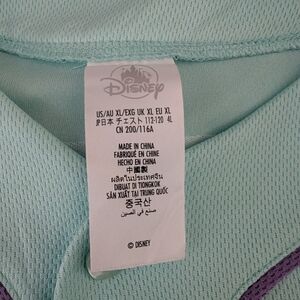 Disney
US/AU XL/EXG UK XL EU XL
JP日本 チェスト 112-120 4L
CN 200/116A
MADE IN CHINA
FABRIQUÉ EN CHINE
HECHO EN CHINA
中國製
ผลิตในประเทศจีน
DIBUAT DI TIONGKOK
SẢN XUẤT TẠI TRUNG QUỐC
중국산
صنع في الصين
© DISNEY